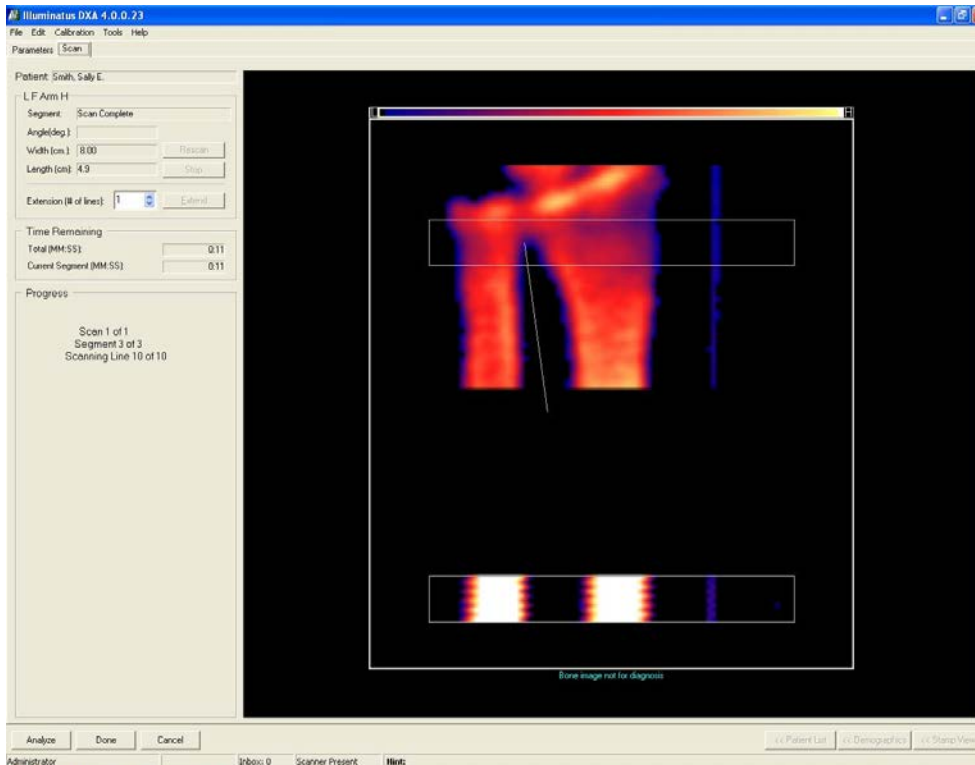 Illuminatus DXA 4.0.0.23
File Edit Calibration Tools Help
Parameters Scan
Patient: Smith, Sally E.
L F Arm H
Segment: Scan Complete
Angle(deg.):
Width (cm.): 8.00 Rescan
Length (cm): 4.9 Stop
Extension (# of lines): 1 Extend
Time Remaining
Total (MM:SS): 0:11
Current Segment (MM:SS) 0:11
Progress
Scan 1 of 1
Segment 3 of 3
Scanning Line 10 of 10
L H
Bone image not for diagnosis
Analyze Done Cancel << Patient List << Demographics << Stamp View
Administrator Inbox: 0 Scanner Present Hint: